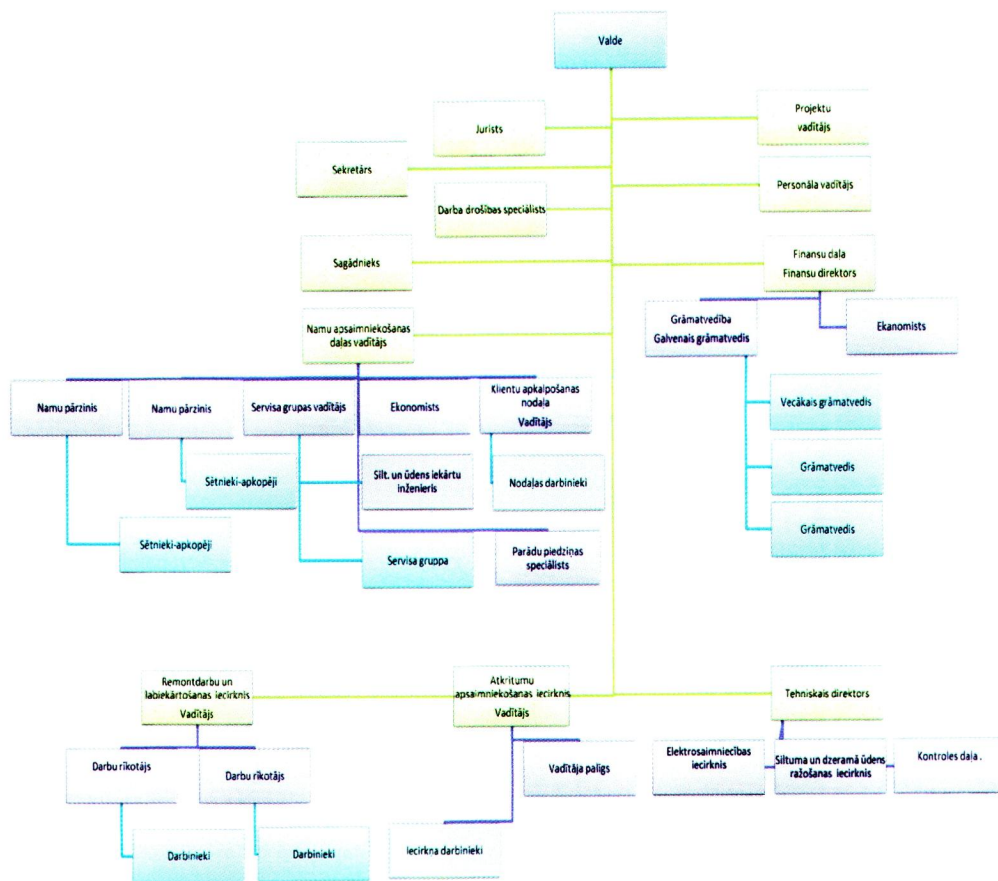 Valde
Jurists
Projektu
vadītājs
Sekretārs
Personāla vadītājs
Darba drošības speciālists
Sagādnieks
Finansu daļa
Finansu direktors
Namu apsaimniekošanas
daļas vadītājs
Grāmatvedība
Galvenais grāmatvedis
Ekanomists
Namu pārzinis
Namu pārzinis
Servisa grupas vadītājs
Ekonomists
Klientu apkalpošanas
nodaļa
Vadītājs
Vecākais grāmatvedis
Sētnieki-apkopēji
Silt. un ūdens iekārtu
inženieris
Nodaļas darbinieki
Grāmatvedis
Sētnieki-apkopēji
Servisa gruppa
Parādu piedziņas
speciālists
Grāmatvedis
Remontdarbu un
labiekārtošanas iecirknis
Vadītājs
Atkritumu
apsaimniekošanas iecirknis
Vadītājs
Tehniskais direktors
Darbu rīkotājs
Darbu rīkotājs
Vadītāja palīgs
Elektrosaimniecības
iecirknis
Siltuma un dzeramā ūdens
ražošanas iecirknis
Kontroles daļa .
Darbinieki
Darbinieki
Iecirkņa darbinieki